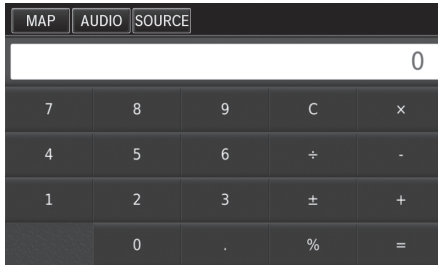 MAP AUDIO SOURCE
0
7 8 9 C ×
4 5 6 ÷ -
1 2 3 ± +
0 . % =